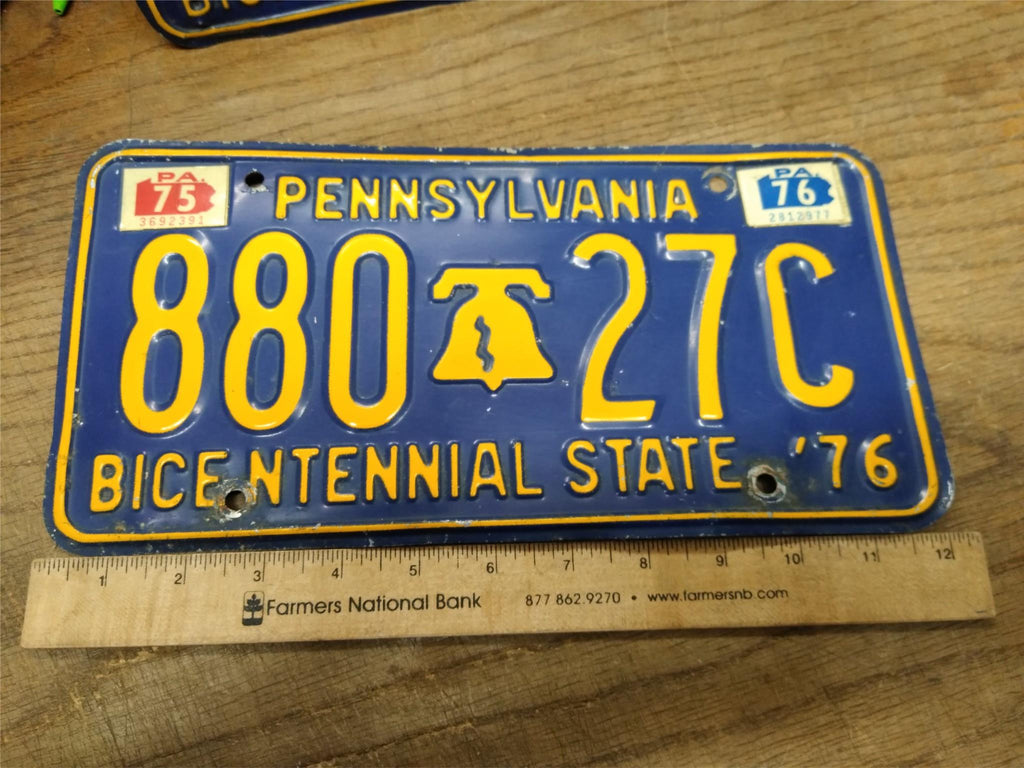 PA.
75
3692391
PENNSYLVANIA
PA.
76
2812977
880 27C
BICENTENNIAL STATE '76
1 2 3 4 5 6 7 8 9 10 11 12
Farmers National Bank 877 862.9270 • www.farmersnb.com